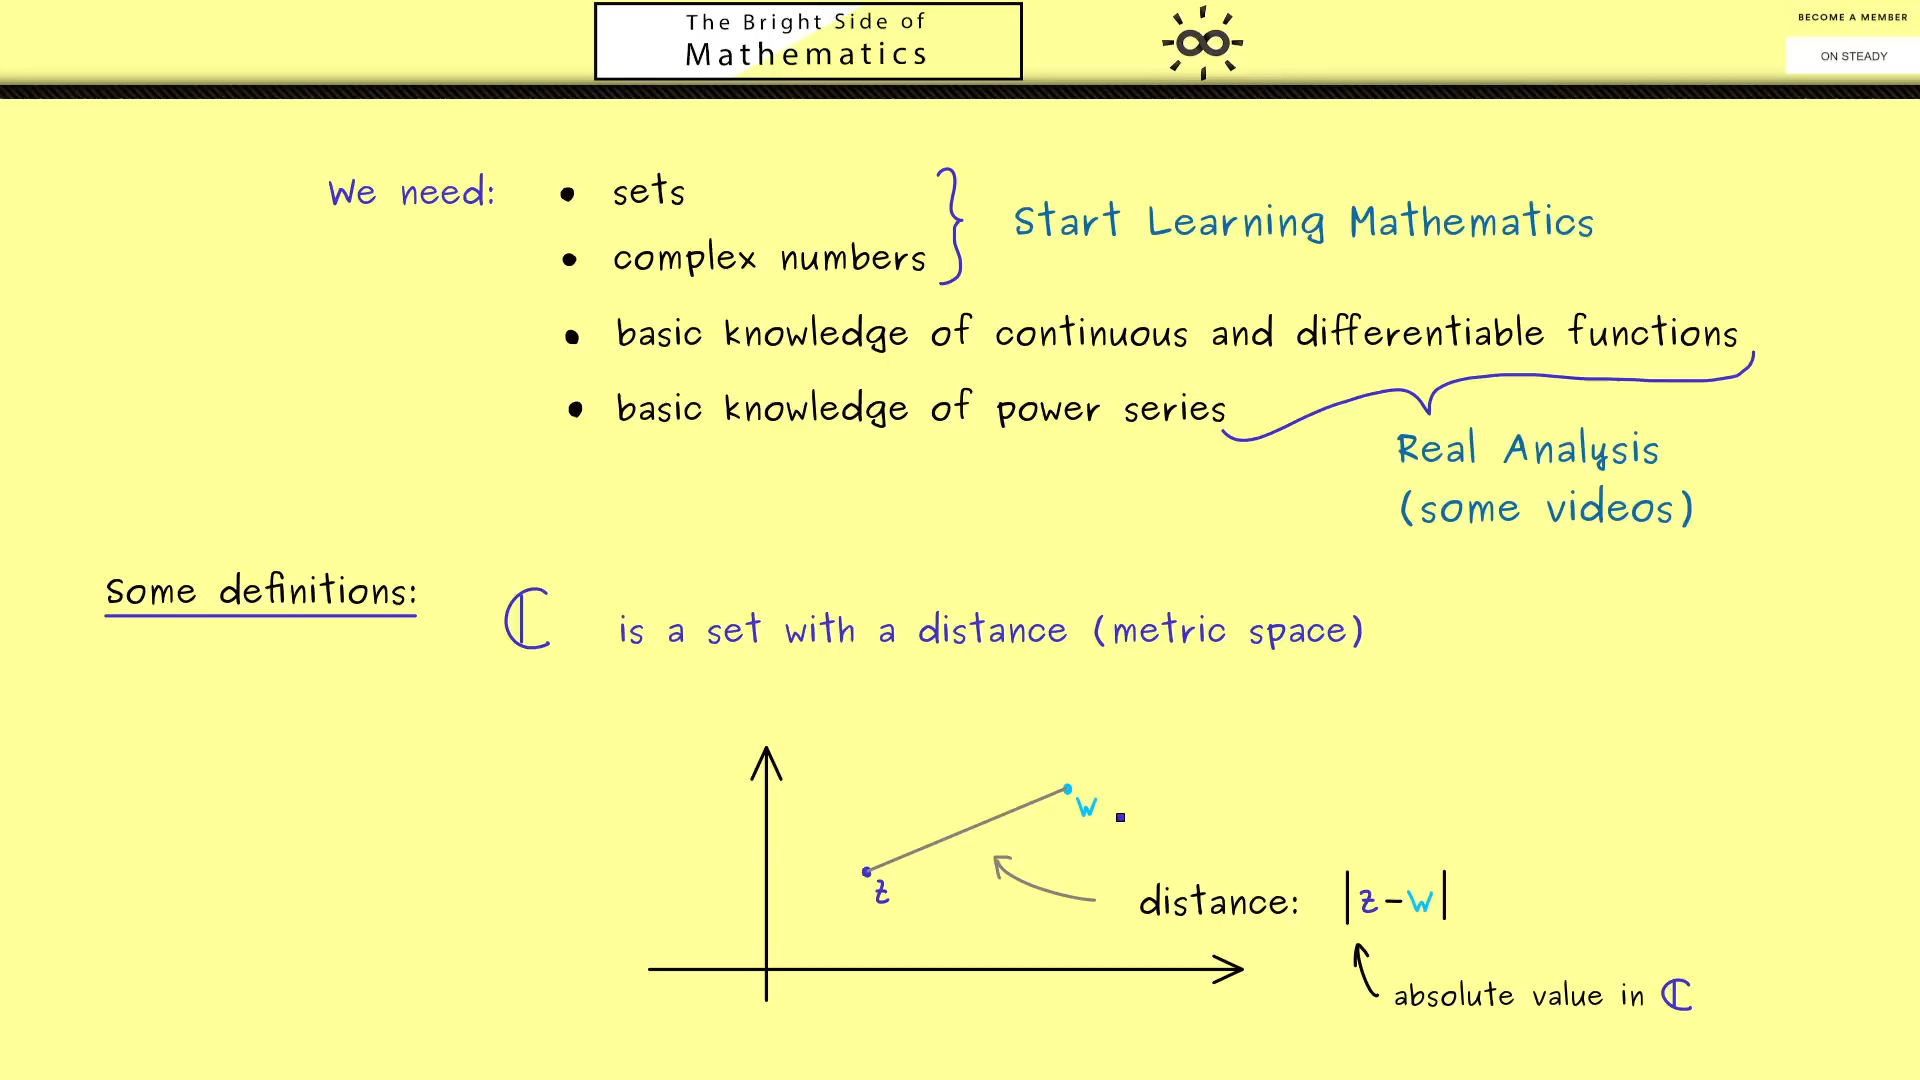 The Bright Side of
Mathematics
BECOME A MEMBER
ON STEADY
We need:
• sets
• complex numbers
Start Learning Mathematics
• basic knowledge of continuous and differentiable functions
• basic knowledge of power series
Real Analysis
(some videos)
Some definitions:
ℂ is a set with a distance (metric space)
w
z
distance: |z-w|
absolute value in ℂ